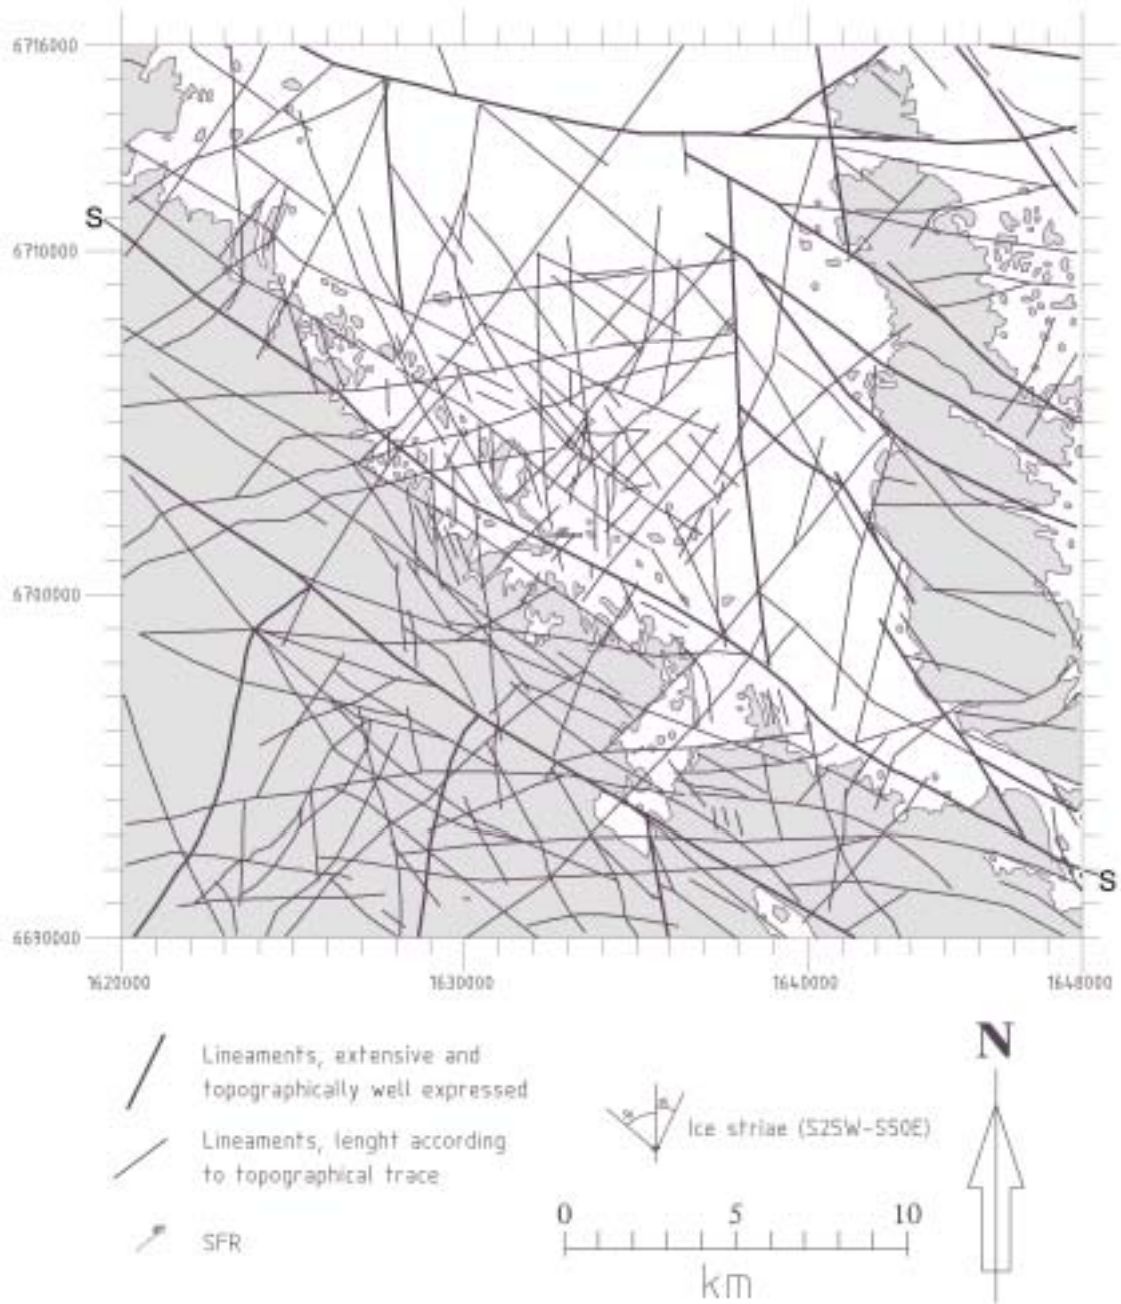 6716000
S
6710000
6700000
S
6630000
1620000
1630000
1640000
1648000
N
Lineaments, extensive and
topographically well expressed
Lineaments, lenght according
to topographical trace
SFR
Ice striae (S25W-S50E)
0 5 10
km